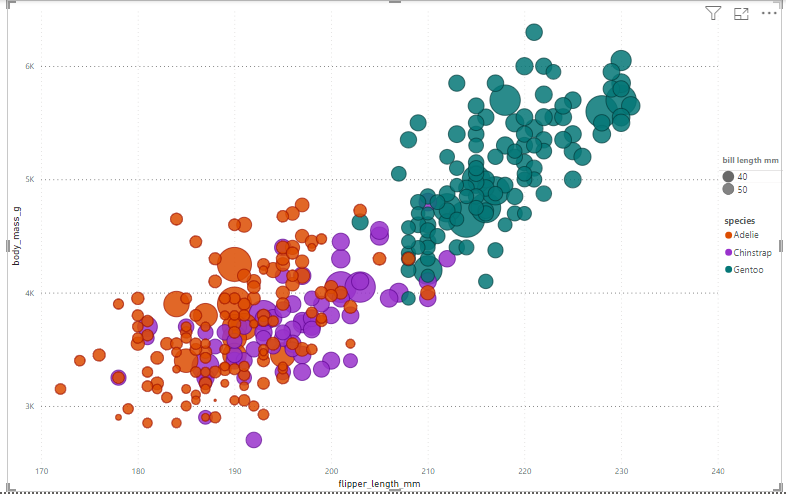 6K
5K
4K
3K
body_mass_g
170 180 190 200 210 220 230 240
flipper_length_mm
bill length mm
40
50
species
Adelie
Chinstrap
Gentoo